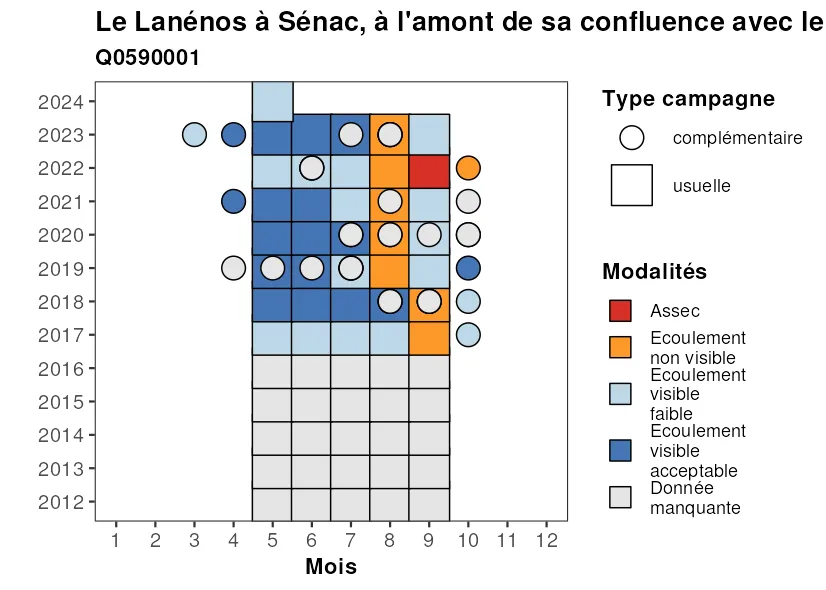 Le Lanénos à Sénac, à l'amont de sa confluence avec le
Q0590001
2024
2023
2022
2021
2020
2019
2018
2017
2016
2015
2014
2013
2012
1 2 3 4 5 6 7 8 9 10 11 12
Mois
Type campagne
complémentaire
usuelle
Modalités
Assec
Ecoulement
non visible
Ecoulement
visible
faible
Ecoulement
visible
acceptable
Donnée
manquante